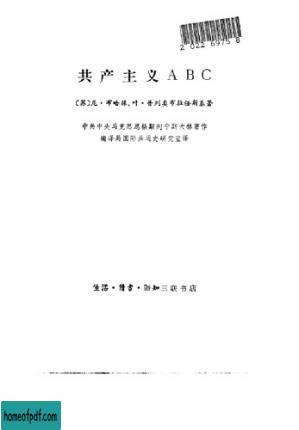 2 022 6975 8
共产主义 ABC
〔苏〕尼·布哈林、叶·普列奥布拉任斯基著
中共中央马克思恩格斯列宁斯大林著作
编译局国际共运史研究室译
生活·读书·新知三联书店
homeofpdf.com